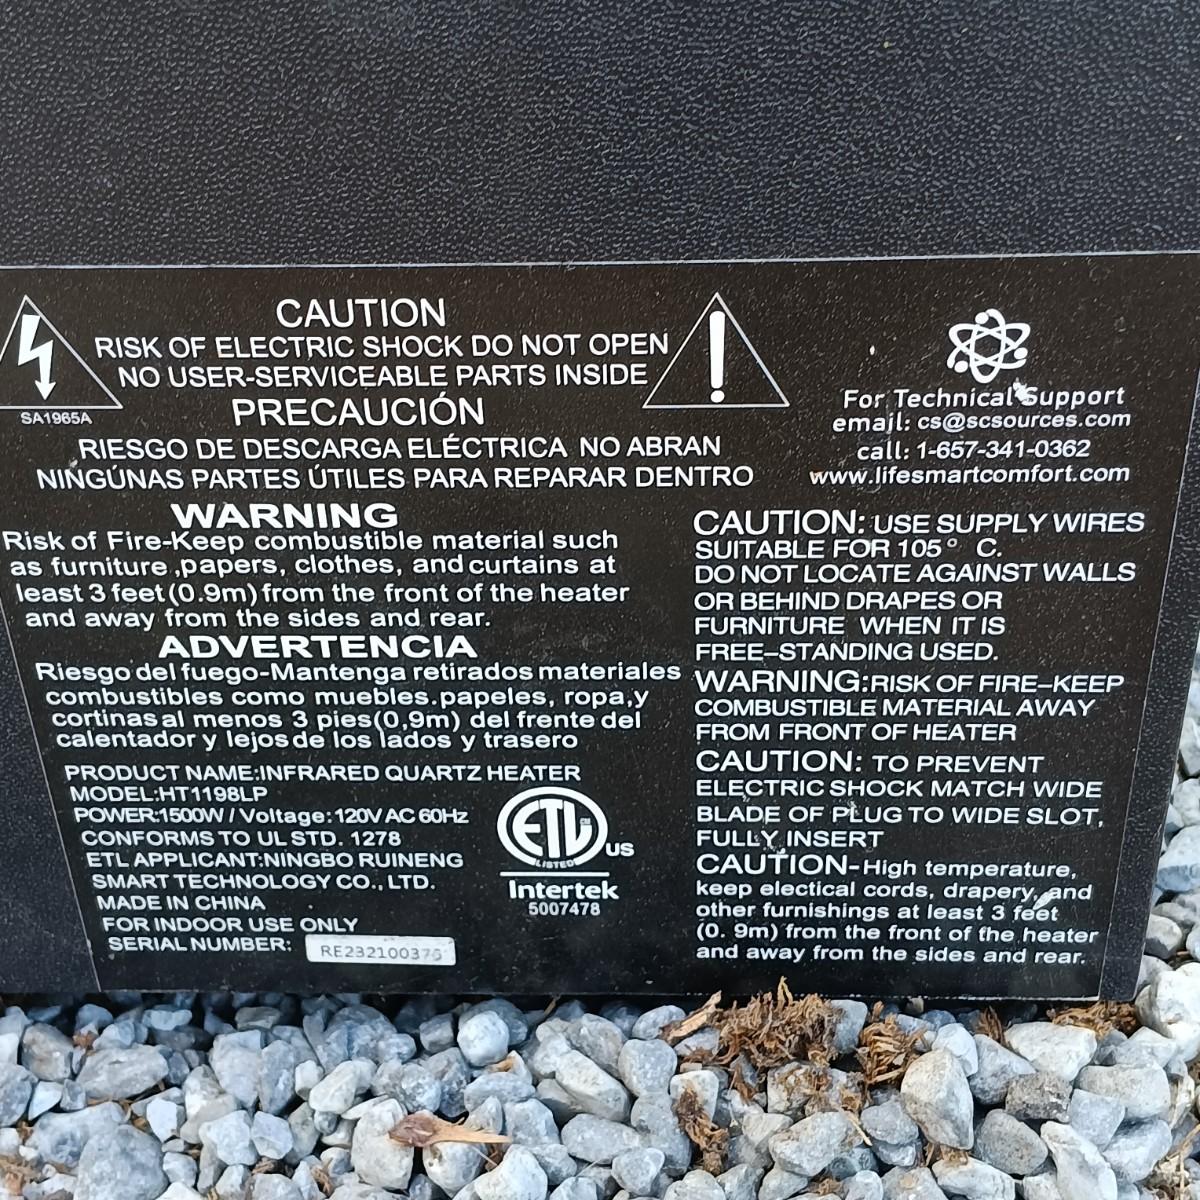 CAUTION
RISK OF ELECTRIC SHOCK DO NOT OPEN
NO USER-SERVICEABLE PARTS INSIDE
SA1965A
PRECAUCIÓN
RIESGO DE DESCARGA ELÉCTRICA NO ABRAN
NINGÚNAS PARTES ÚTILES PARA REPARAR DENTRO
For Technical Support
email: cs@scsources.com
call: 1-657-341-0362
www.lifesmartcomfort.com
WARNING
Risk of Fire-Keep combustible material such
as furniture ,papers, clothes, and curtains at
least 3 feet (0.9m) from the front of the heater
and away from the sides and rear.
ADVERTENCIA
Riesgo del fuego-Mantenga retirados materiales
combustibles como muebles.papeles, ropa,y
cortinas al menos 3 pies(0,9m) del frente del
calentador y lejos de los lados y trasero
PRODUCT NAME:INFRARED QUARTZ HEATER
MODEL:HT1198LP
POWER:1500W / Voltage: 120V AC 60Hz
CONFORMS TO UL STD. 1278
ETL APPLICANT:NINGBO RUINENG
SMART TECHNOLOGY CO., LTD.
MADE IN CHINA
FOR INDOOR USE ONLY
SERIAL NUMBER:
ETL
LISTED
US
Intertek
5007478
CAUTION: USE SUPPLY WIRES
SUITABLE FOR 105° C.
DO NOT LOCATE AGAINST WALLS
OR BEHIND DRAPES OR
FURNITURE WHEN IT IS
FREE-STANDING USED.
WARNING:RISK OF FIRE-KEEP
COMBUSTIBLE MATERIAL AWAY
FROM FRONT OF HEATER
CAUTION: TO PREVENT
ELECTRIC SHOCK MATCH WIDE
BLADE OF PLUG TO WIDE SLOT,
FULLY INSERT
CAUTION-High temperature,
keep electical cords, drapery, and
other furnishings at least 3 feet
(0. 9m) from the front of the heater
and away from the sides and rear.